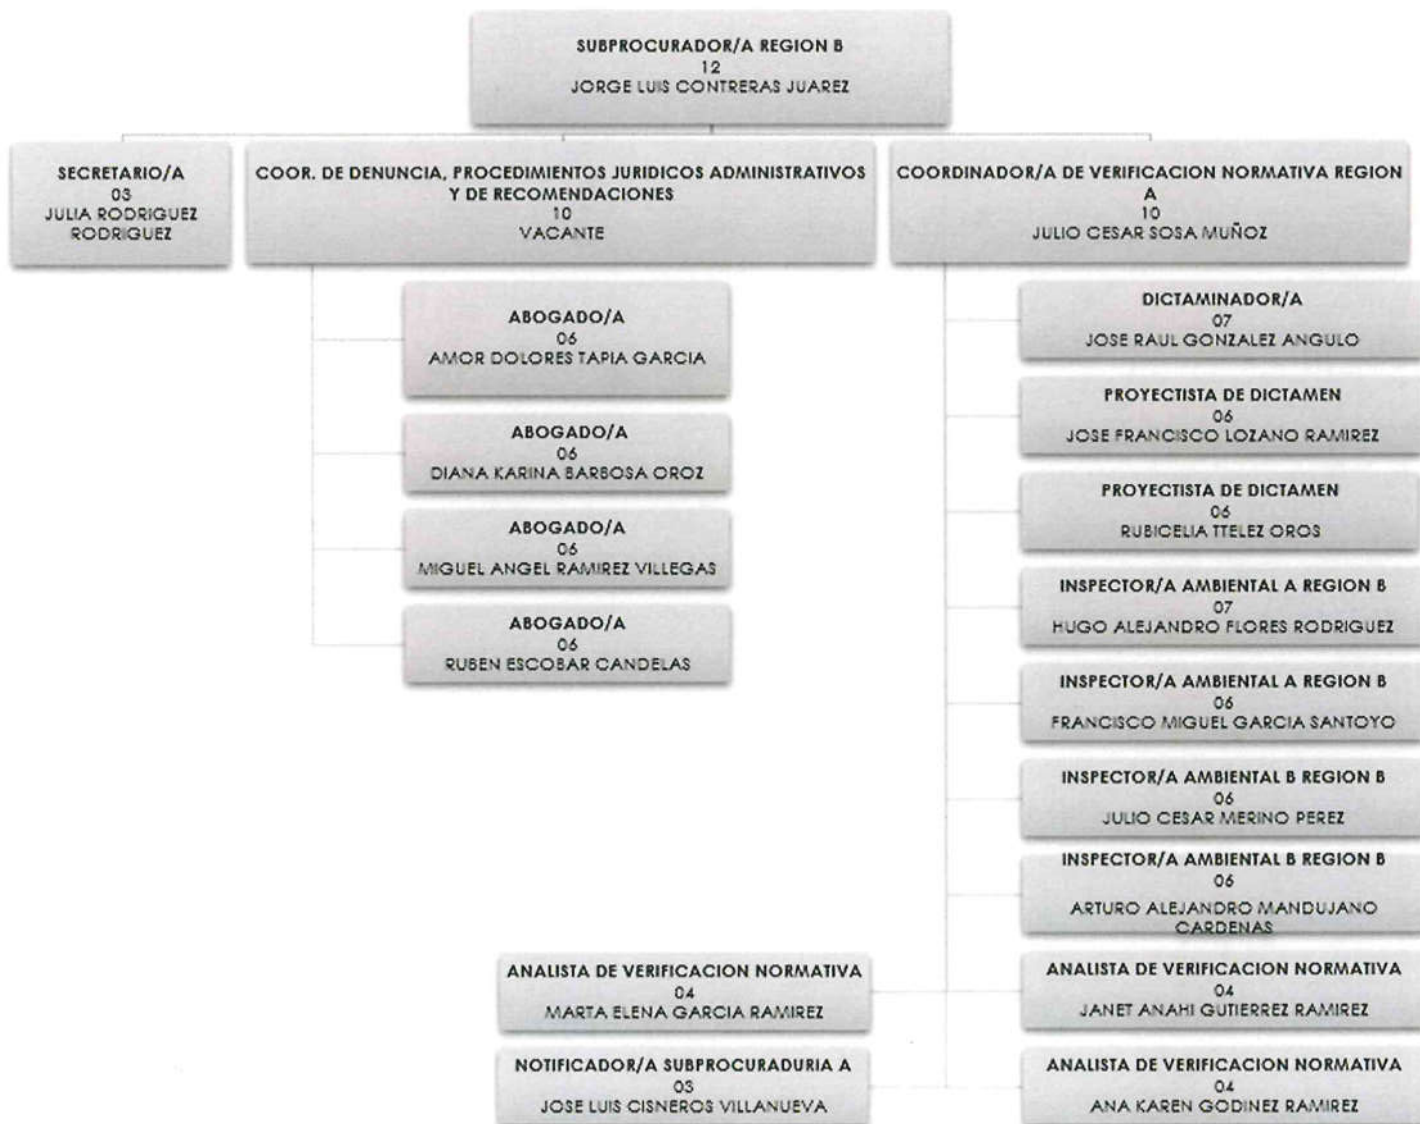 SUBPROCURADOR/A REGION B
12
JORGE LUIS CONTRERAS JUAREZ
SECRETARIO/A
03
JULIA RODRIGUEZ
RODRIGUEZ
COOR. DE DENUNCIA, PROCEDIMIENTOS JURIDICOS ADMINISTRATIVOS
Y DE RECOMENDACIONES
10
VACANTE
COORDINADOR/A DE VERIFICACION NORMATIVA REGION
A
10
JULIO CESAR SOSA MUÑOZ
ABOGADO/A
06
AMOR DOLORES TAPIA GARCIA
ABOGADO/A
06
DIANA KARINA BARBOSA OROZ
ABOGADO/A
06
MIGUEL ANGEL RAMIREZ VILLEGAS
ABOGADO/A
06
RUBEN ESCOBAR CANDELAS
DICTAMINADOR/A
07
JOSE RAUL GONZALEZ ANGULO
PROYECTISTA DE DICTAMEN
06
JOSE FRANCISCO LOZANO RAMIREZ
PROYECTISTA DE DICTAMEN
06
RUBICELIA TTELEZ OROS
INSPECTOR/A AMBIENTAL A REGION B
07
HUGO ALEJANDRO FLORES RODRIGUEZ
INSPECTOR/A AMBIENTAL A REGION B
06
FRANCISCO MIGUEL GARCIA SANTOYO
INSPECTOR/A AMBIENTAL B REGION B
06
JULIO CESAR MERINO PEREZ
INSPECTOR/A AMBIENTAL B REGION B
06
ARTURO ALEJANDRO MANDUJANO
CARDENAS
ANALISTA DE VERIFICACION NORMATIVA
04
MARTA ELENA GARCIA RAMIREZ
ANALISTA DE VERIFICACION NORMATIVA
04
JANET ANAHI GUTIERREZ RAMIREZ
NOTIFICADOR/A SUBPROCURADURIA A
03
JOSE LUIS CISNEROS VILLANUEVA
ANALISTA DE VERIFICACION NORMATIVA
04
ANA KAREN GODINEZ RAMIREZ